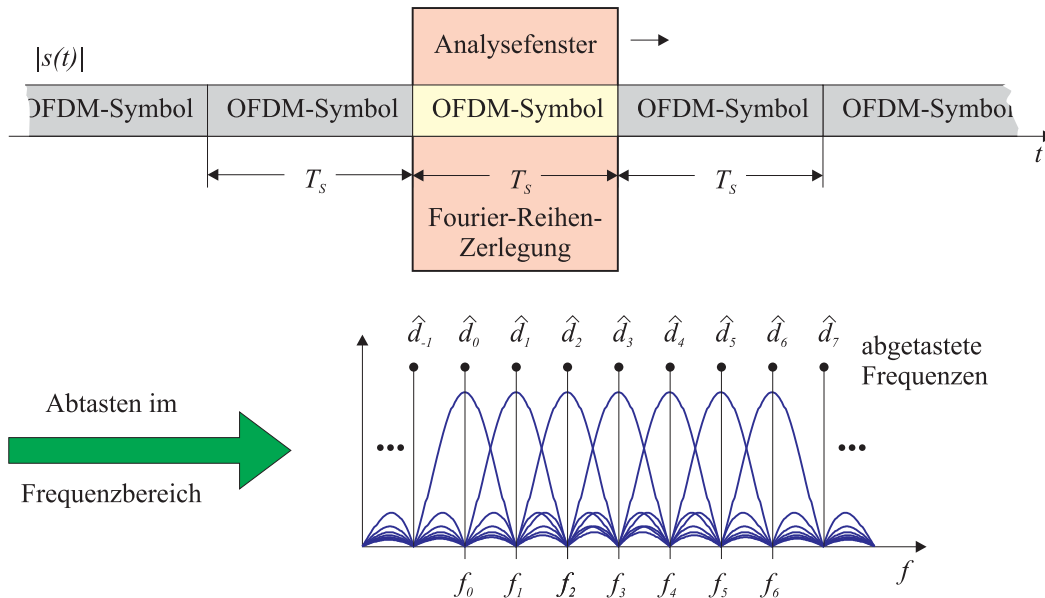 Analysefenster
|s(t)|
OFDM-Symbol OFDM-Symbol OFDM-Symbol OFDM-Symbol OFDM-Symbol
t
T_S T_S T_S
Fourier-Reihen-
Zerlegung
d̂_-1 d̂_0 d̂_1 d̂_2 d̂_3 d̂_4 d̂_5 d̂_6 d̂_7
abgetastete
Frequenzen
Abtasten im
Frequenzbereich
••• •••
f
f_0 f_1 f_2 f_3 f_4 f_5 f_6